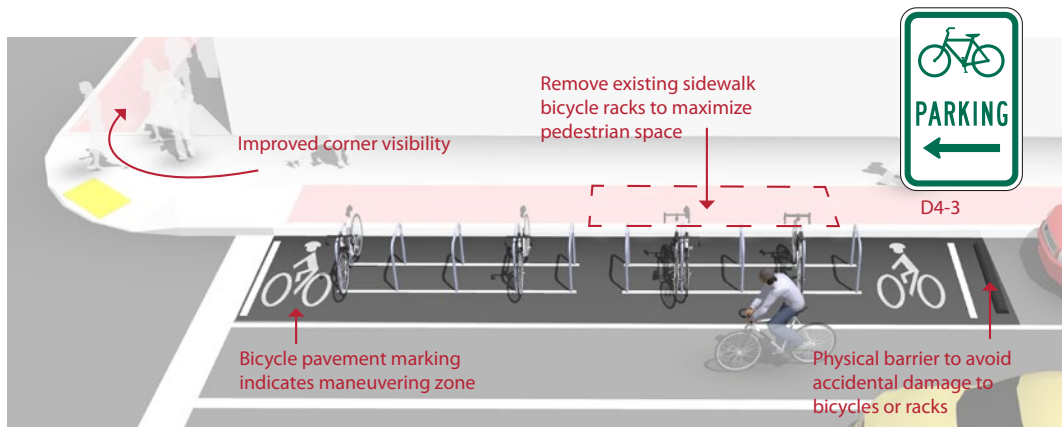 PARKING
D4-3
Remove existing sidewalk
bicycle racks to maximize
pedestrian space
Improved corner visibility
Bicycle pavement marking
indicates maneuvering zone
Physical barrier to avoid
accidental damage to
bicycles or racks